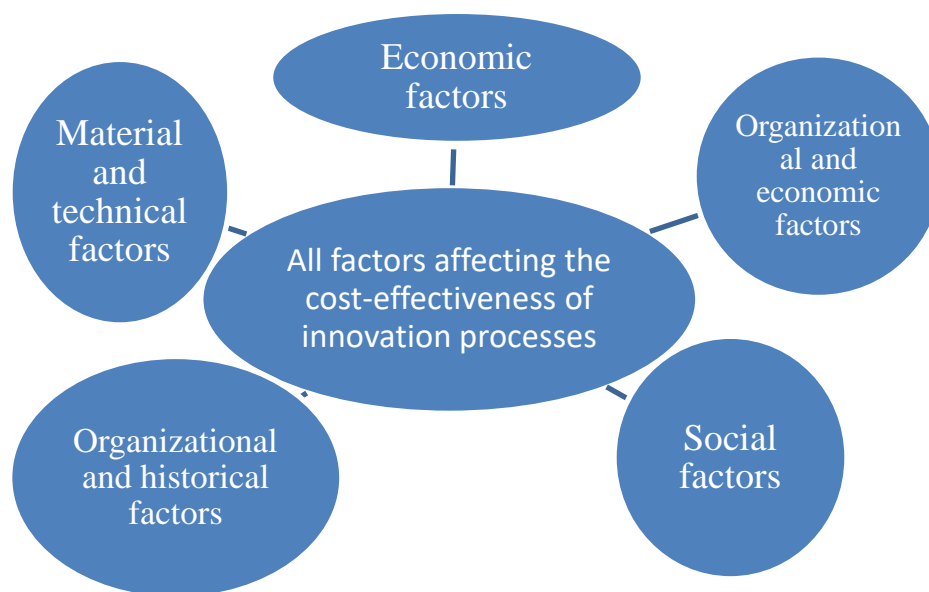 Economic
factors
Organization
al and
economic
factors
Social
factors
Organizational
and historical
factors
Material
and
technical
factors
All factors affecting the
cost-effectiveness of
innovation processes